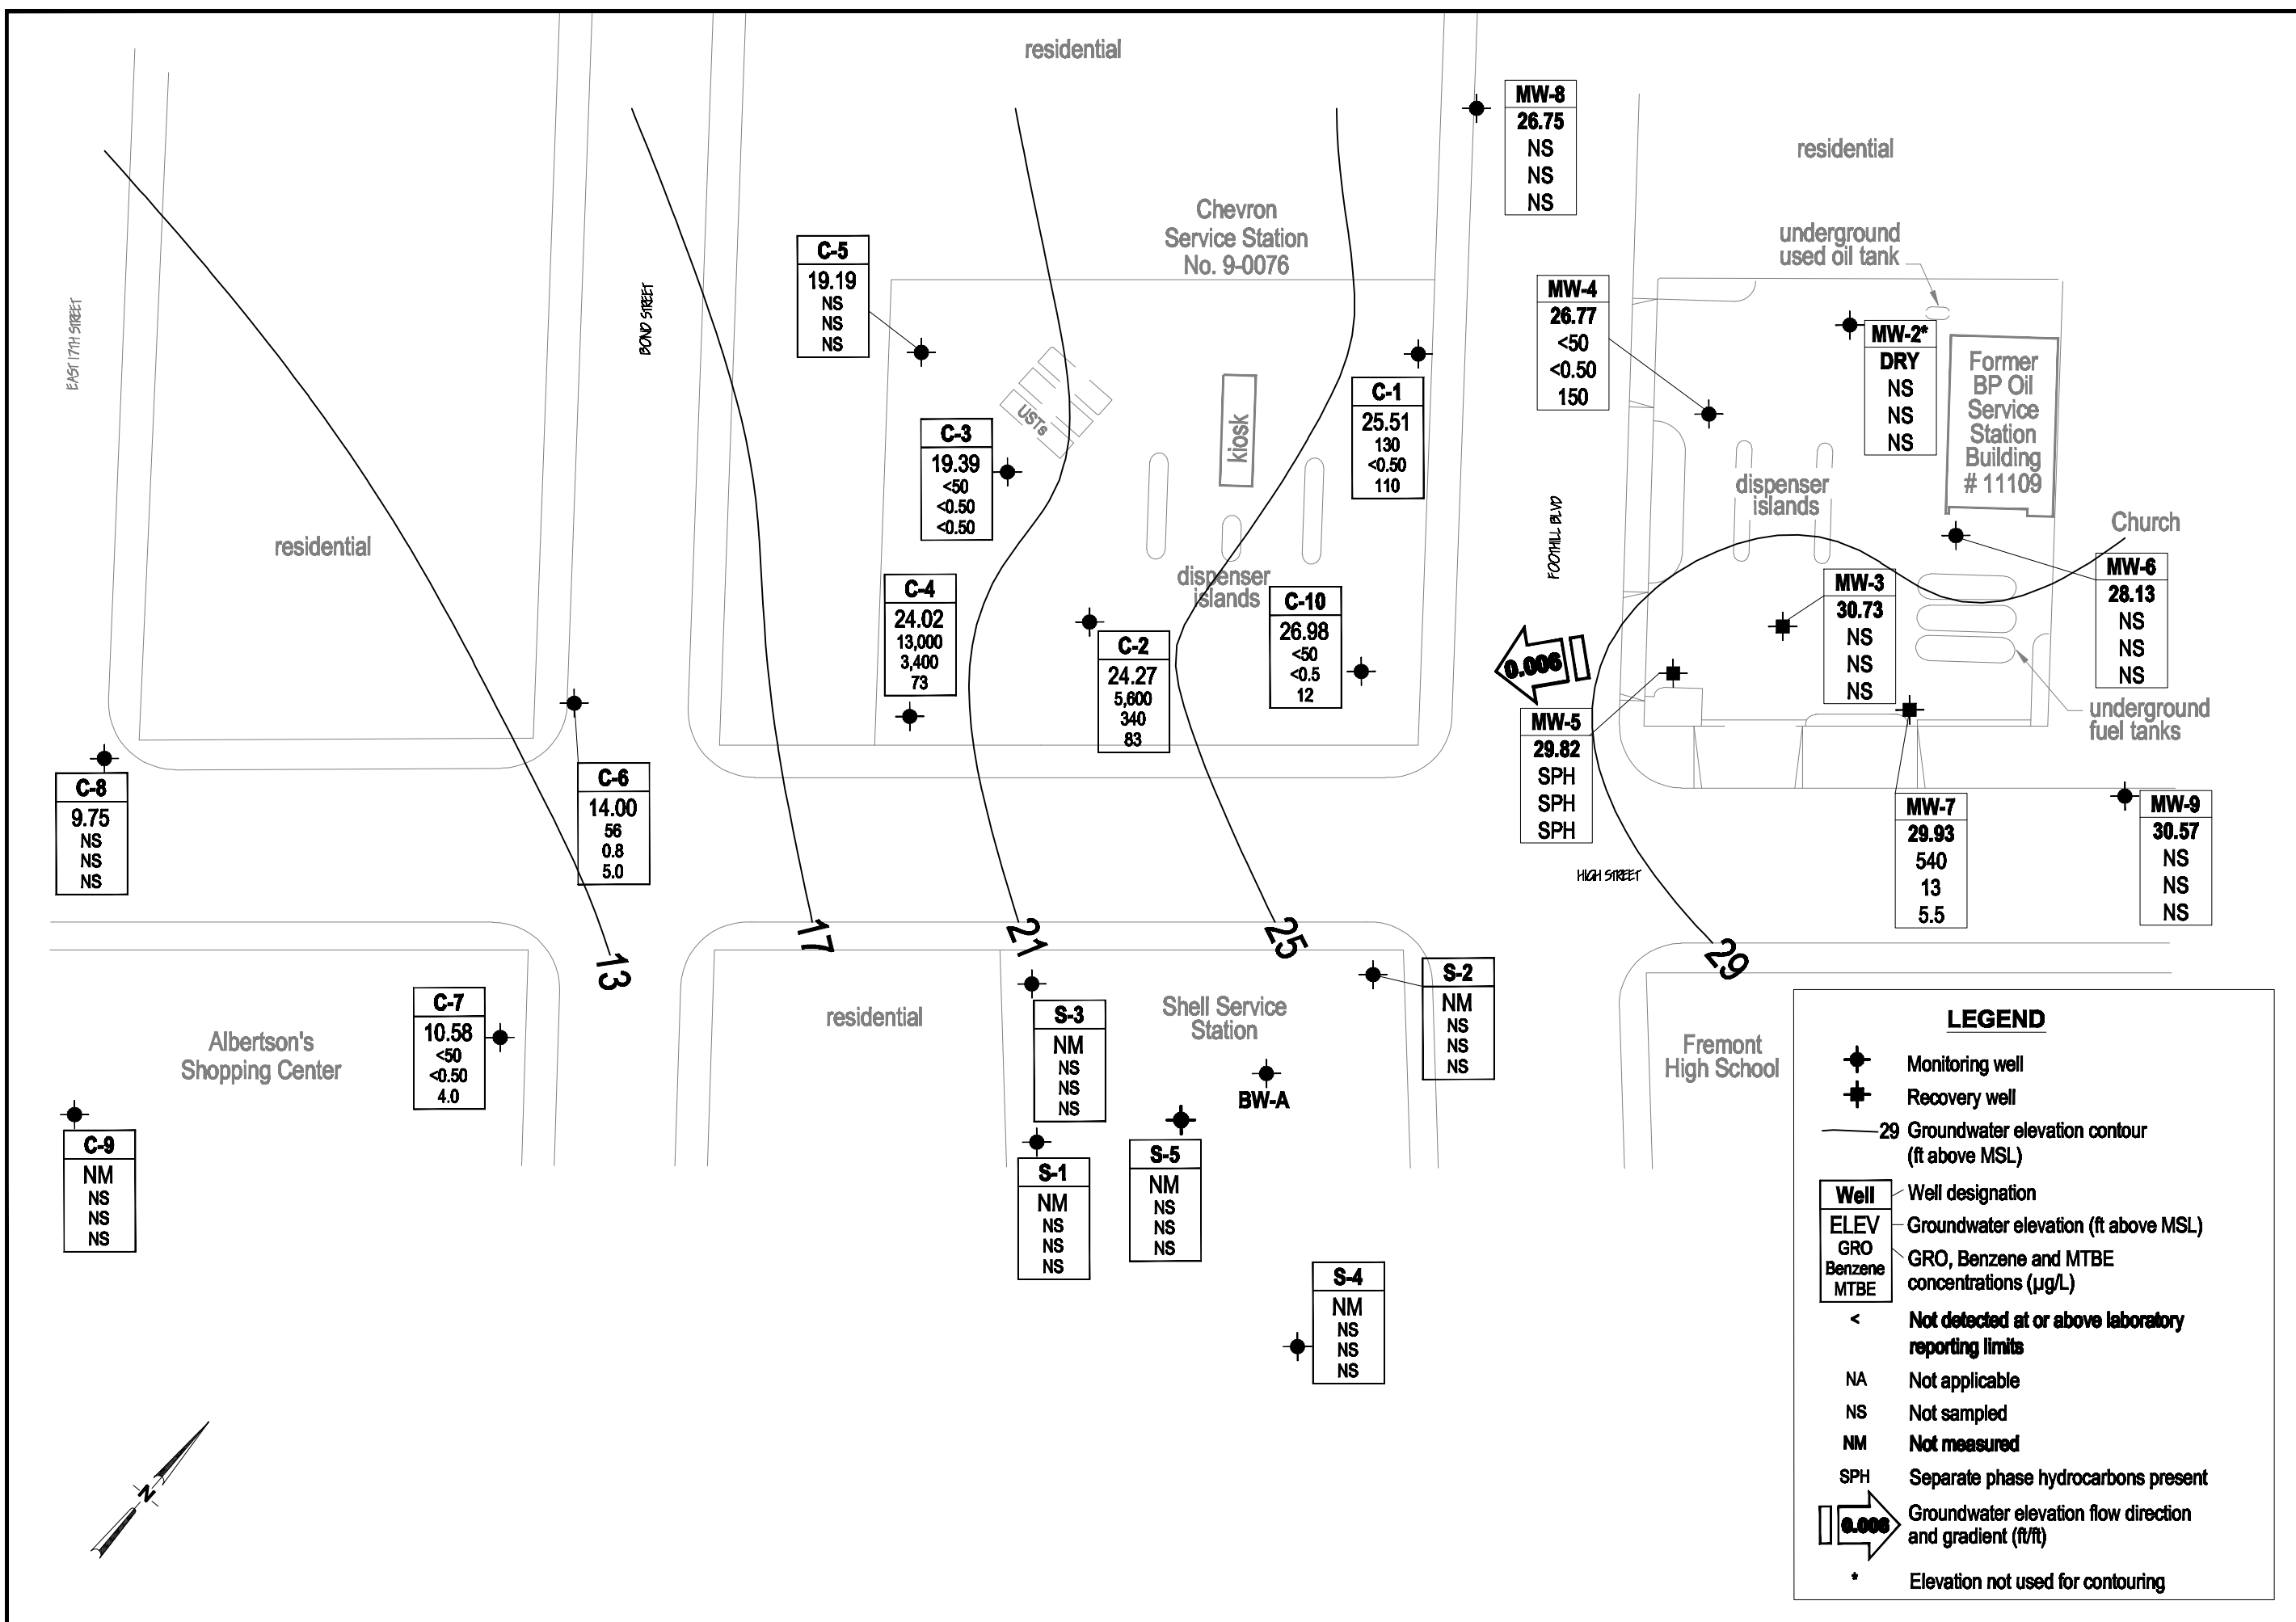 residential
MW-8
26.75
NS
NS
NS
residential
Chevron
Service Station
No. 9-0076
underground
used oil tank
C-5
19.19
NS
NS
NS
EAST 17TH STREET
BOND STREET
MW-4
26.77
<50
<0.50
150
MW-2*
DRY
NS
NS
NS
Former
BP Oil
Service
Station
Building
# 11109
USTs
kiosk
C-1
25.51
130
<0.50
110
C-3
19.39
<50
<0.50
<0.50
dispenser
islands
FOOTHILL BLVD
Church
residential
C-4
24.02
13,000
3,400
73
dispenser
islands
C-10
26.98
<50
<0.5
12
MW-3
30.73
NS
NS
NS
MW-6
28.13
NS
NS
NS
C-2
24.27
5,600
340
83
0.006
MW-5
29.82
SPH
SPH
SPH
underground
fuel tanks
C-8
9.75
NS
NS
NS
C-6
14.00
56
0.8
5.0
MW-7
29.93
540
13
5.5
MW-9
30.57
NS
NS
NS
HIGH STREET
13
17
21
25
29
C-7
10.58
<50
<0.50
4.0
Albertson's
Shopping Center
residential
S-3
NM
NS
NS
NS
Shell Service
Station
S-2
NM
NS
NS
NS
Fremont
High School
BW-A
C-9
NM
NS
NS
NS
S-1
NM
NS
NS
NS
S-5
NM
NS
NS
NS
S-4
NM
NS
NS
NS
N
LEGEND
Monitoring well
Recovery well
29 Groundwater elevation contour
(ft above MSL)
Well Well designation
ELEV Groundwater elevation (ft above MSL)
GRO
Benzene
MTBE
GRO, Benzene and MTBE
concentrations (µg/L)
< Not detected at or above laboratory
reporting limits
NA Not applicable
NS Not sampled
NM Not measured
SPH Separate phase hydrocarbons present
0.006 Groundwater elevation flow direction
and gradient (ft/ft)
* Elevation not used for contouring